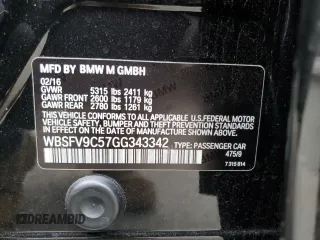 MFD BY BMW M GMBH
02/16
GVWR 5315 lbs 2411 kg
GAWR FRONT 2600 lbs 1179 kg
GAWR REAR 2780 lbs 1261 kg
THIS VEHICLE CONFORMS TO ALL APPLICABLE U.S. FEDERAL MOTOR
VEHICLE SAFETY, BUMPER, AND THEFT PREVENTION STANDARDS
IN EFFECT ON THE DATE OF MANUFACTURE SHOWN ABOVE.
WBSFV9C57GG343342 TYPE: PASSENGER CAR
475/9
7 315 814
DREAMBID